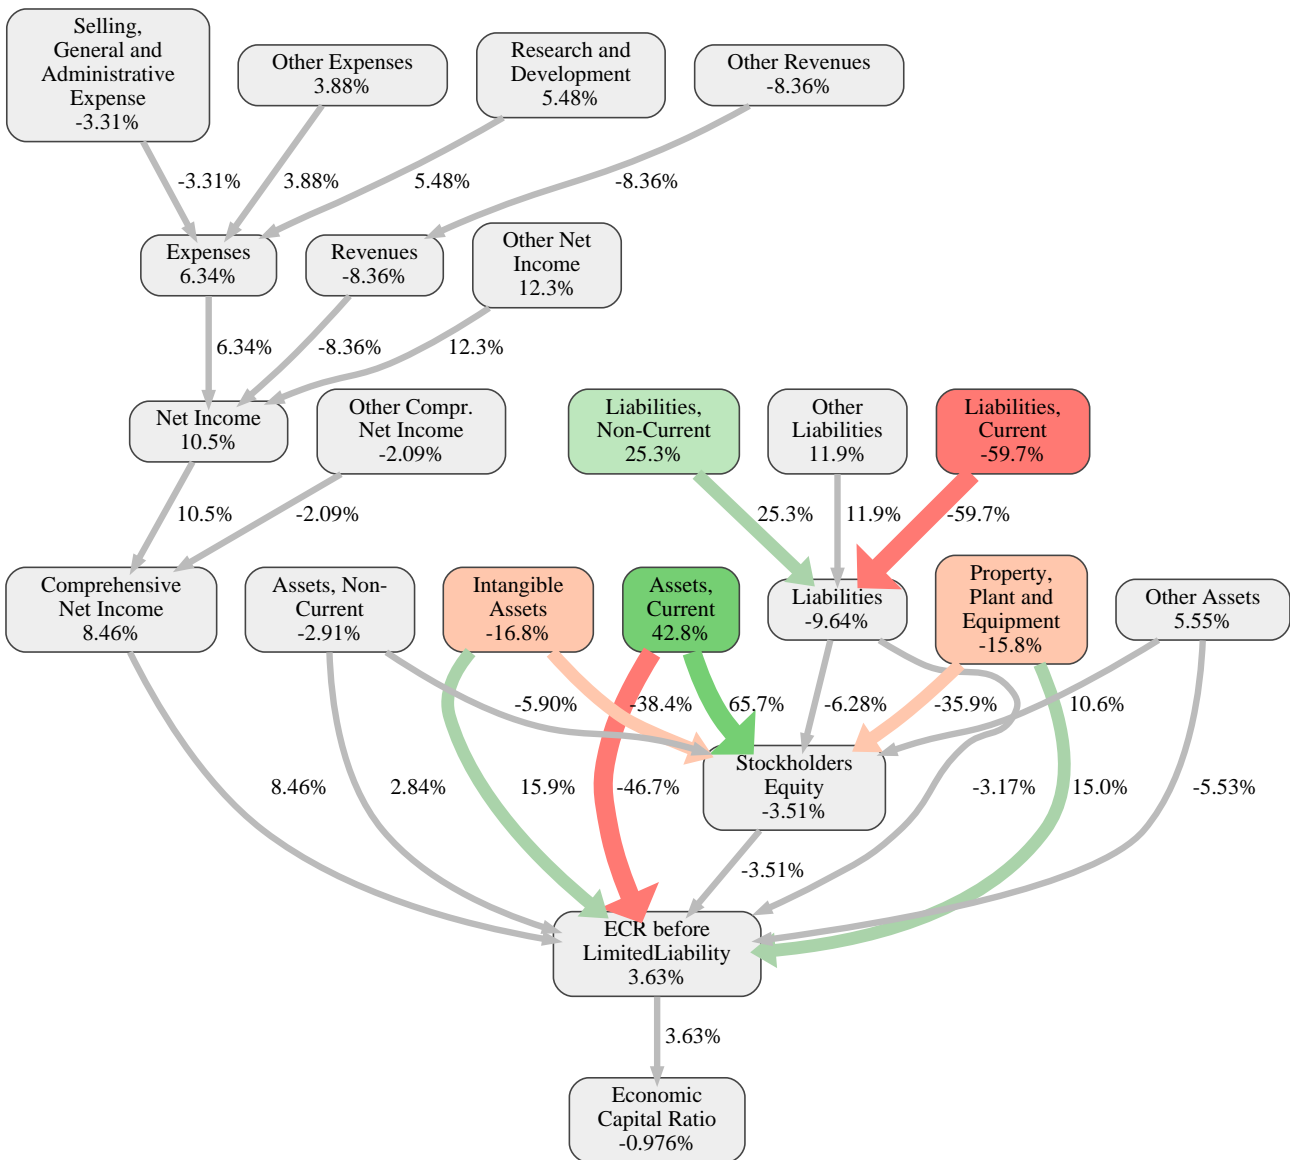 Selling,
General and
Administrative
Expense
-3.31%
Other Expenses
3.88%
Research and
Development
5.48%
Other Revenues
-8.36%
-3.31%
3.88%
5.48%
-8.36%
Expenses
6.34%
Revenues
-8.36%
Other Net
Income
12.3%
6.34%
-8.36%
12.3%
Net Income
10.5%
Other Compr.
Net Income
-2.09%
Liabilities,
Non-Current
25.3%
Other
Liabilities
11.9%
Liabilities,
Current
-59.7%
10.5%
-2.09%
25.3%
11.9%
-59.7%
Comprehensive
Net Income
8.46%
Assets, Non-
Current
-2.91%
Intangible
Assets
-16.8%
Assets,
Current
42.8%
Liabilities
-9.64%
Property,
Plant and
Equipment
-15.8%
Other Assets
5.55%
-5.90%
-38.4%
65.7%
-6.28%
-35.9%
10.6%
Stockholders
Equity
-3.51%
8.46%
2.84%
15.9%
-46.7%
-3.17%
15.0%
-5.53%
-3.51%
ECR before
LimitedLiability
3.63%
3.63%
Economic
Capital Ratio
-0.976%